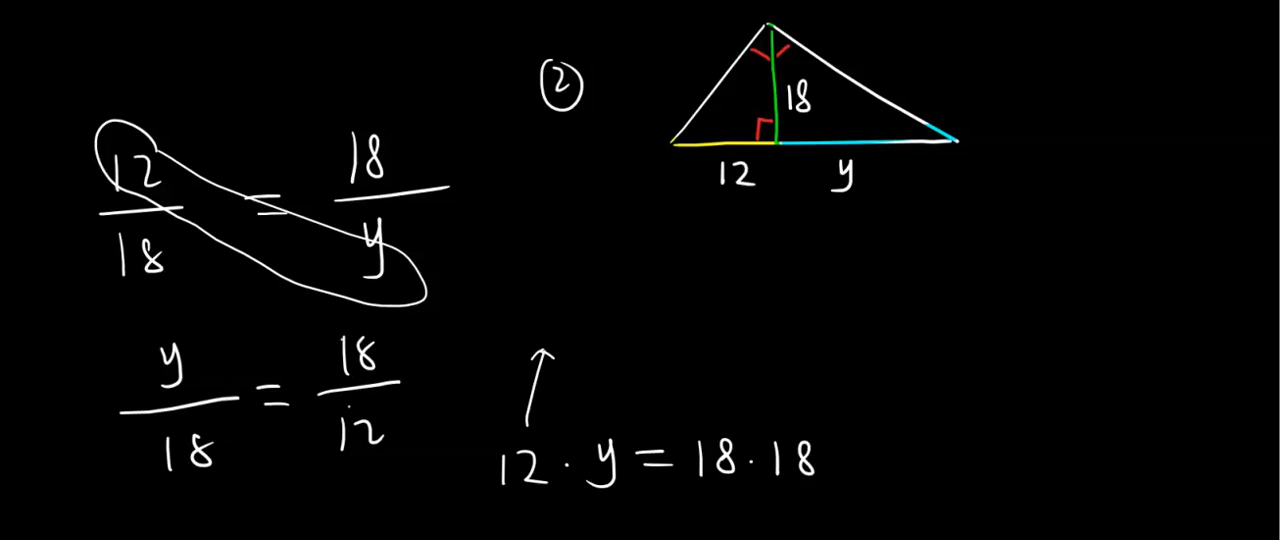 ②
18
12 y
12/18 = 18/y
y/18 = 18/12
12 · y = 18 · 18